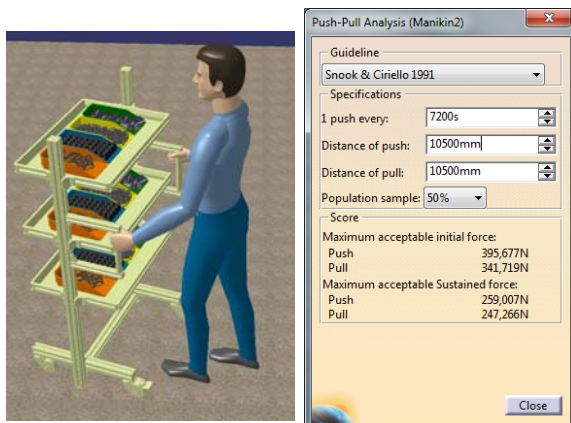 Push-Pull Analysis (Manikin2)
Guideline
Snook & Ciriello 1991
Specifications
1 push every: 7200s
Distance of push: 10500mm
Distance of pull: 10500mm
Population sample: 50%
Score
Maximum acceptable initial force:
Push 395,677N
Pull 341,719N
Maximum acceptable Sustained force:
Push 259,007N
Pull 247,266N
Close